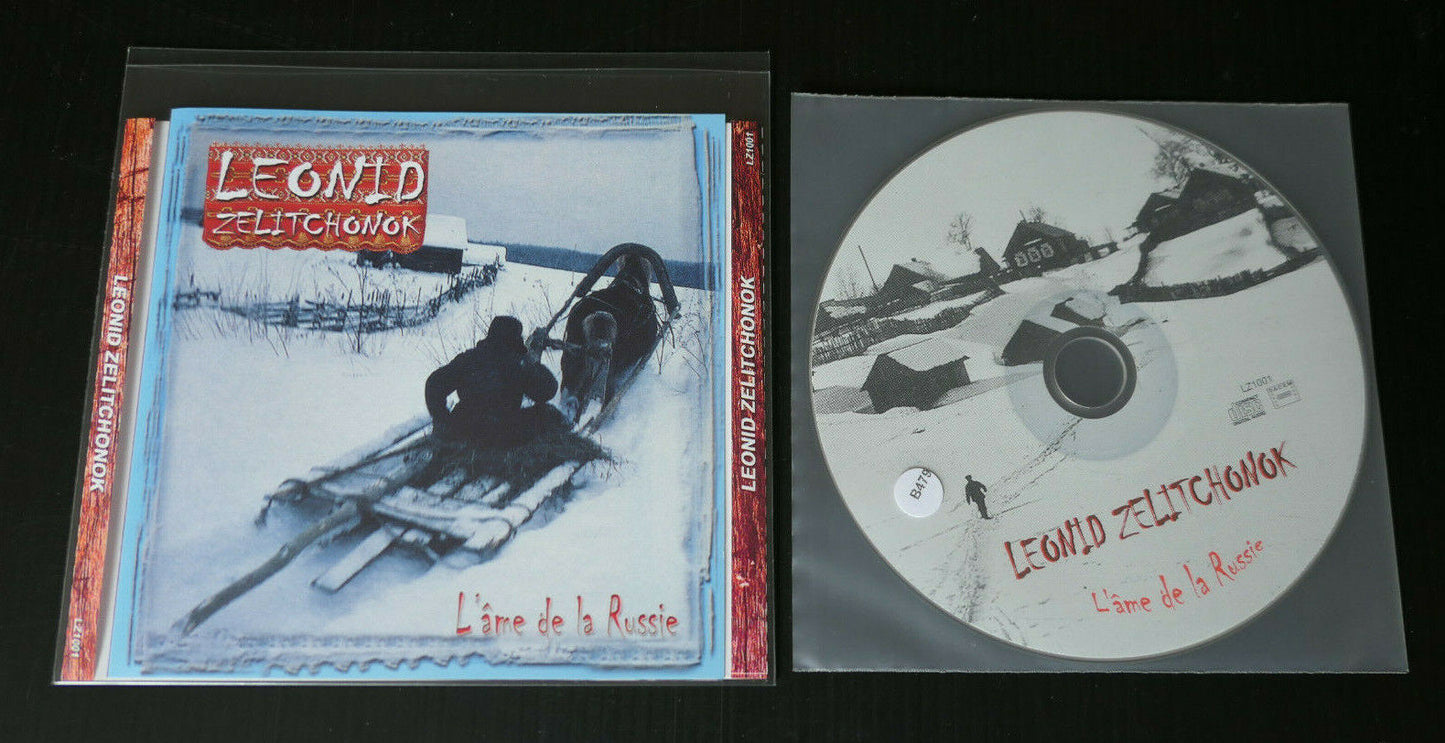 LEONID
ZELITCHONOK
L'âme de la Russie
LEONID ZELITCHONOK
LZ1001
LZ1001
LEONID ZELITCHONOK
LZ1001
B479
LEONID ZELITCHONOK
L'âme de la Russie